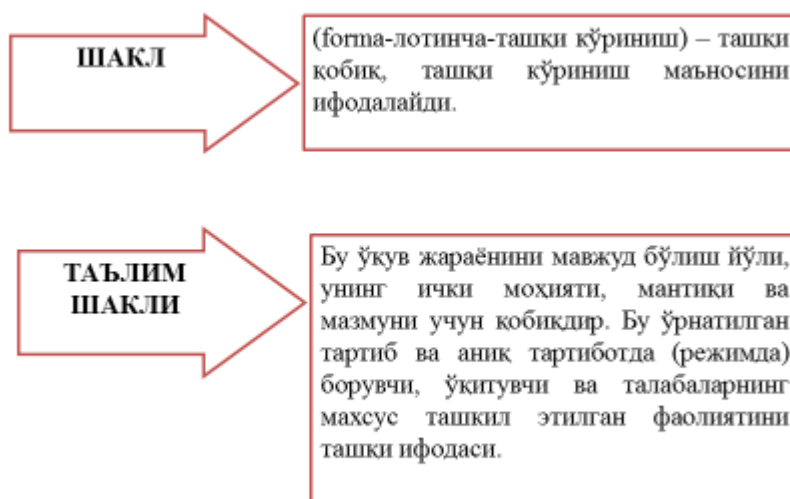 ШАКЛ
(forma-лотинча-ташқи кўриниш) – ташқи
қобиқ, ташқи кўриниш маъносини
ифодалайди.
ТАЪЛИМ
ШАКЛИ
Бу ўқув жараёнини мавжуд бўлиш йўли,
унинг ички моҳияти, мантиқи ва
мазмуни учун қобиқдир. Бу ўрнатилган
тартиб ва аниқ тартиботда (режимда)
борувчи, ўқитувчи ва талабаларнинг
махсус ташкил этилган фаолиятини
ташқи ифодаси.